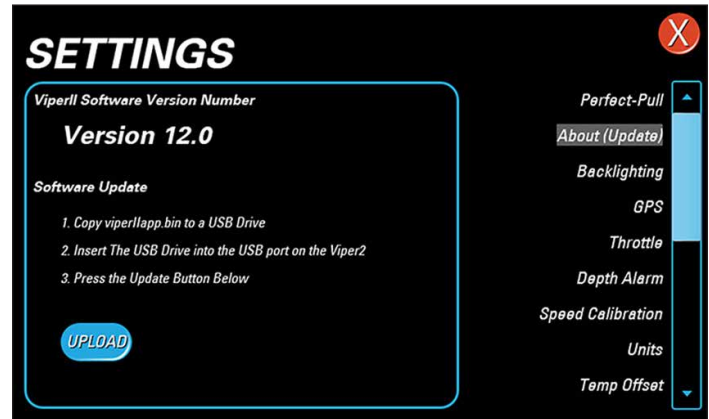 SETTINGS
X
ViperII Software Version Number
Version 12.0
Software Update
1. Copy viperIIapp.bin to a USB Drive
2. Insert The USB Drive into the USB port on the Viper2
3. Press the Update Button Below
UPLOAD
Perfect-Pull
About (Update)
Backlighting
GPS
Throttle
Depth Alarm
Speed Calibration
Units
Temp Offset